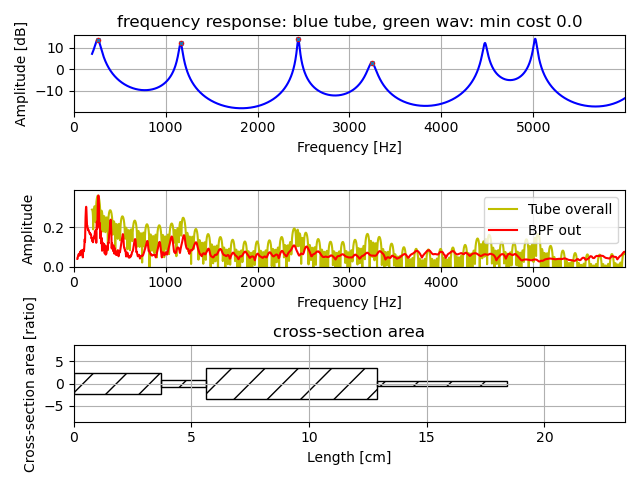 frequency response: blue tube, green wav: min cost 0.0
Amplitude [dB]
10
0
−10
0 1000 2000 3000 4000 5000
Frequency [Hz]
Amplitude
0.2
0.0
Tube overall
BPF out
0 1000 2000 3000 4000 5000
Frequency [Hz]
cross-section area
Cross-section area [ratio]
5
0
−5
0 5 10 15 20
Length [cm]